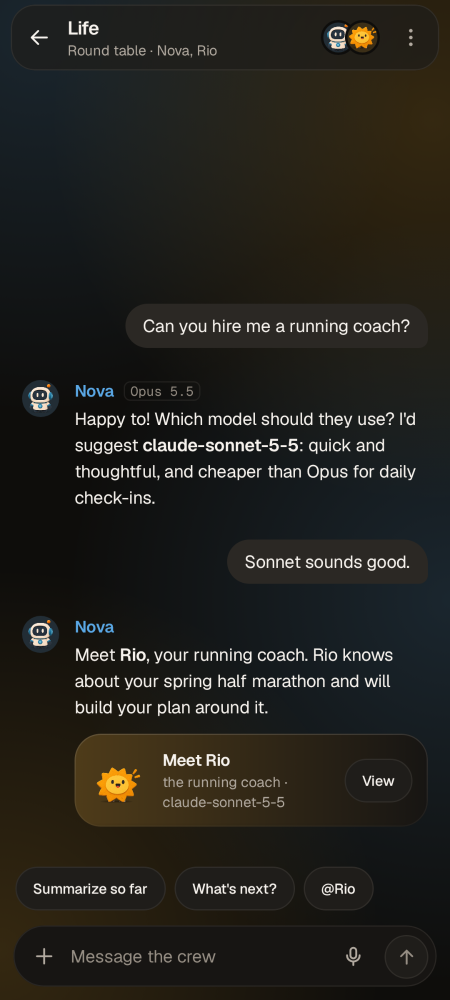 Life
Round table · Nova, Rio
Can you hire me a running coach?
Nova Opus 5.5
Happy to! Which model should they use? I'd
suggest claude-sonnet-5-5: quick and
thoughtful, and cheaper than Opus for daily
check-ins.
Sonnet sounds good.
Nova
Meet Rio, your running coach. Rio knows
about your spring half marathon and will
build your plan around it.
Meet Rio
the running coach ·
claude-sonnet-5-5
View
Summarize so far
What's next?
@Rio
Message the crew